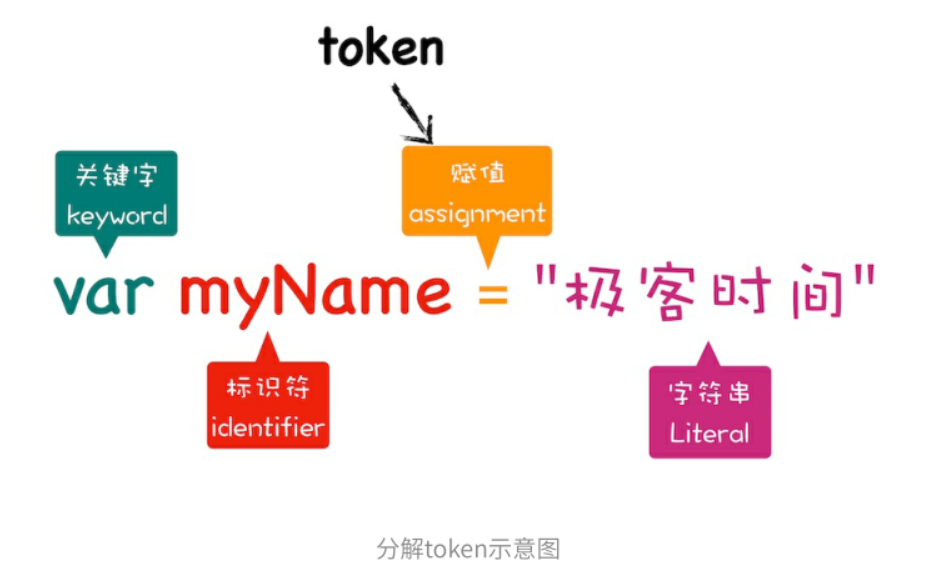 token
关键字
keyword
赋值
assignment
var myName = "极客时间"
标识符
identifier
字符串
Literal
分解token示意图